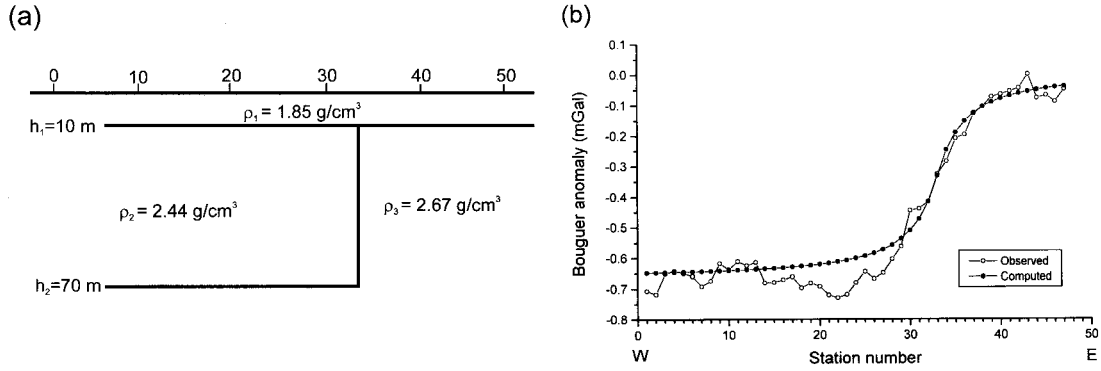 (a)
0 10 20 30 40 50
ρ₁ = 1.85 g/cm³
h₁=10 m
ρ₂ = 2.44 g/cm³
ρ₃ = 2.67 g/cm³
h₂=70 m
(b)
Bouguer anomaly (mGal)
0.1
0.0
-0.1
-0.2
-0.3
-0.4
-0.5
-0.6
-0.7
-0.8
Observed
Computed
0 10 20 30 40 50
W Station number E